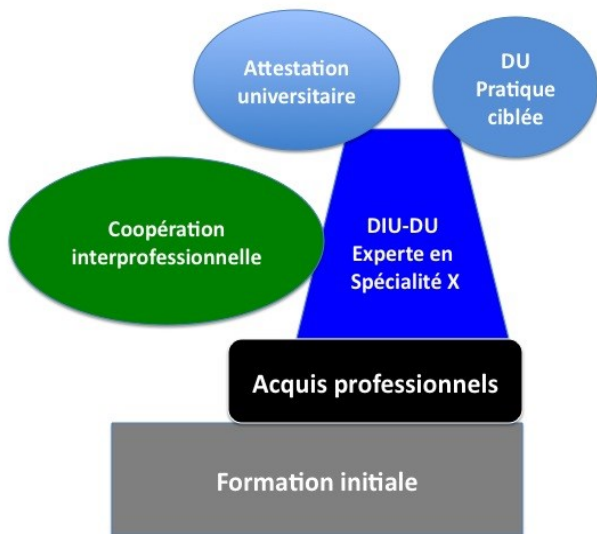 Attestation
universitaire
DU
Pratique
ciblée
Coopération
interprofessionnelle
DIU-DU
Experte en
Spécialité X
Acquis professionnels
Formation initiale